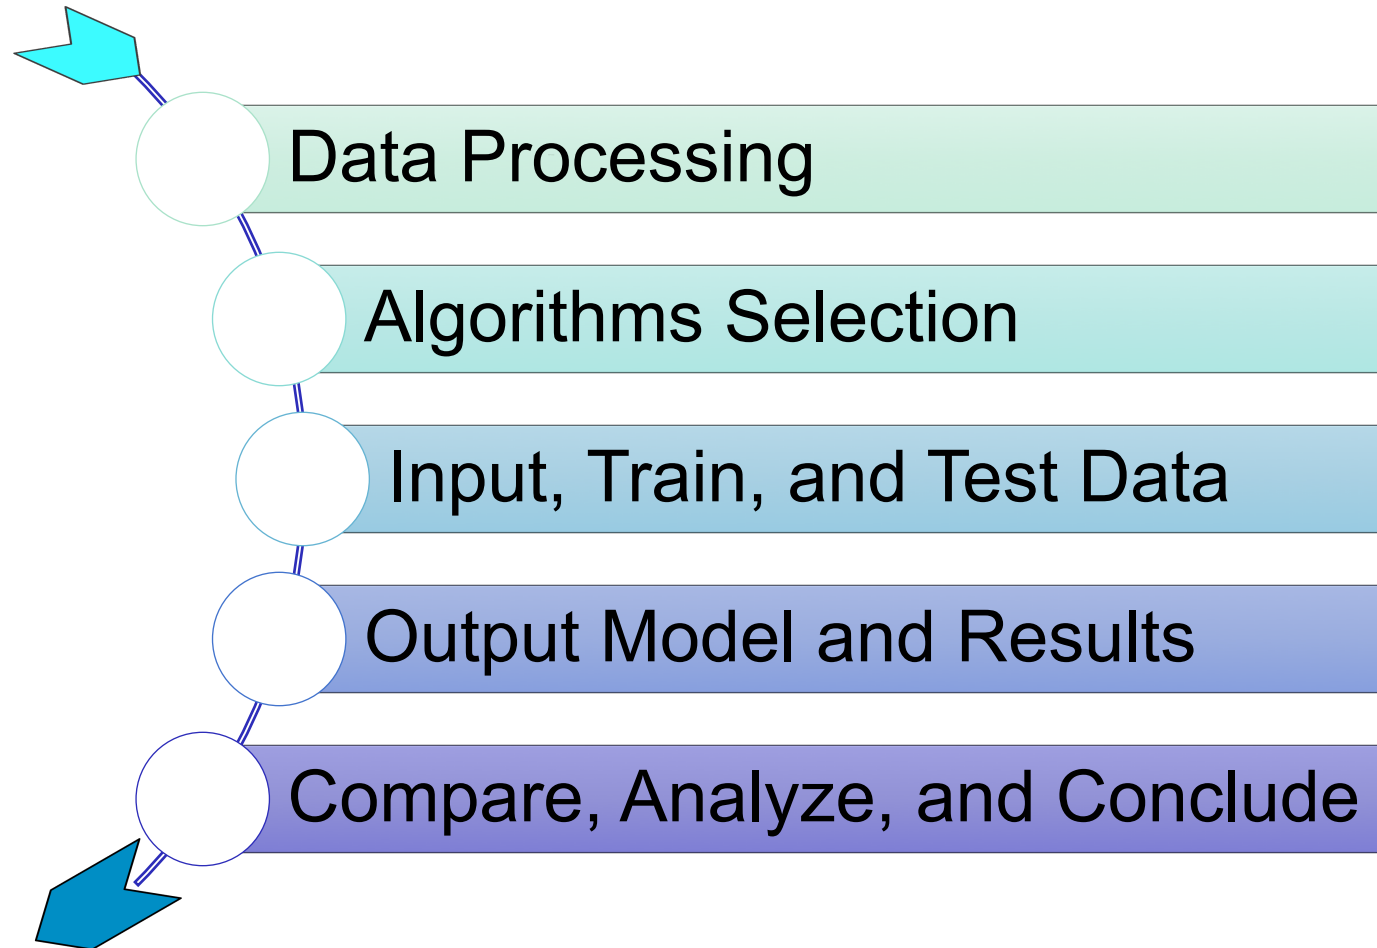 Data Processing
Algorithms Selection
Input, Train, and Test Data
Output Model and Results
Compare, Analyze, and Conclude